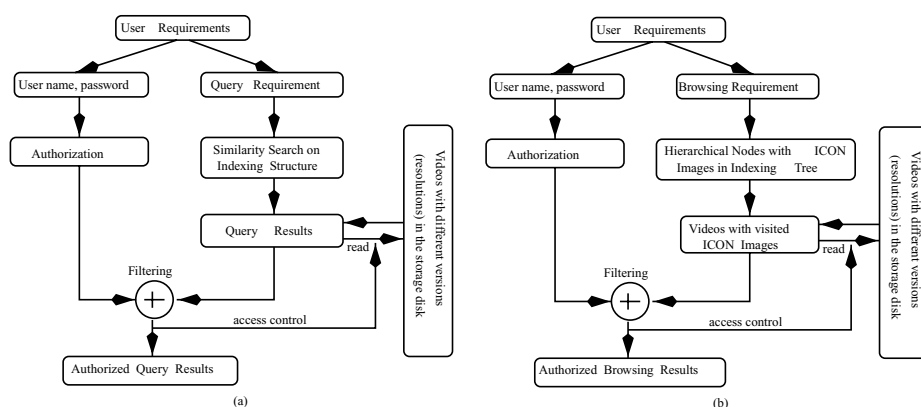 User Requirements
User name, password
Query Requirement
Authorization
Similarity Search on
Indexing Structure
Query Results
read
Videos with different versions
(resolutions) in the storage disk
Filtering
access control
Authorized Query Results
(a)
User Requirements
User name, password
Browsing Requirement
Authorization
Hierarchical Nodes with ICON
Images in Indexing Tree
Videos with visited
ICON Images
read
Videos with different versions
(resolutions) in the storage disk
Filtering
access control
Authorized Browsing Results
(b)